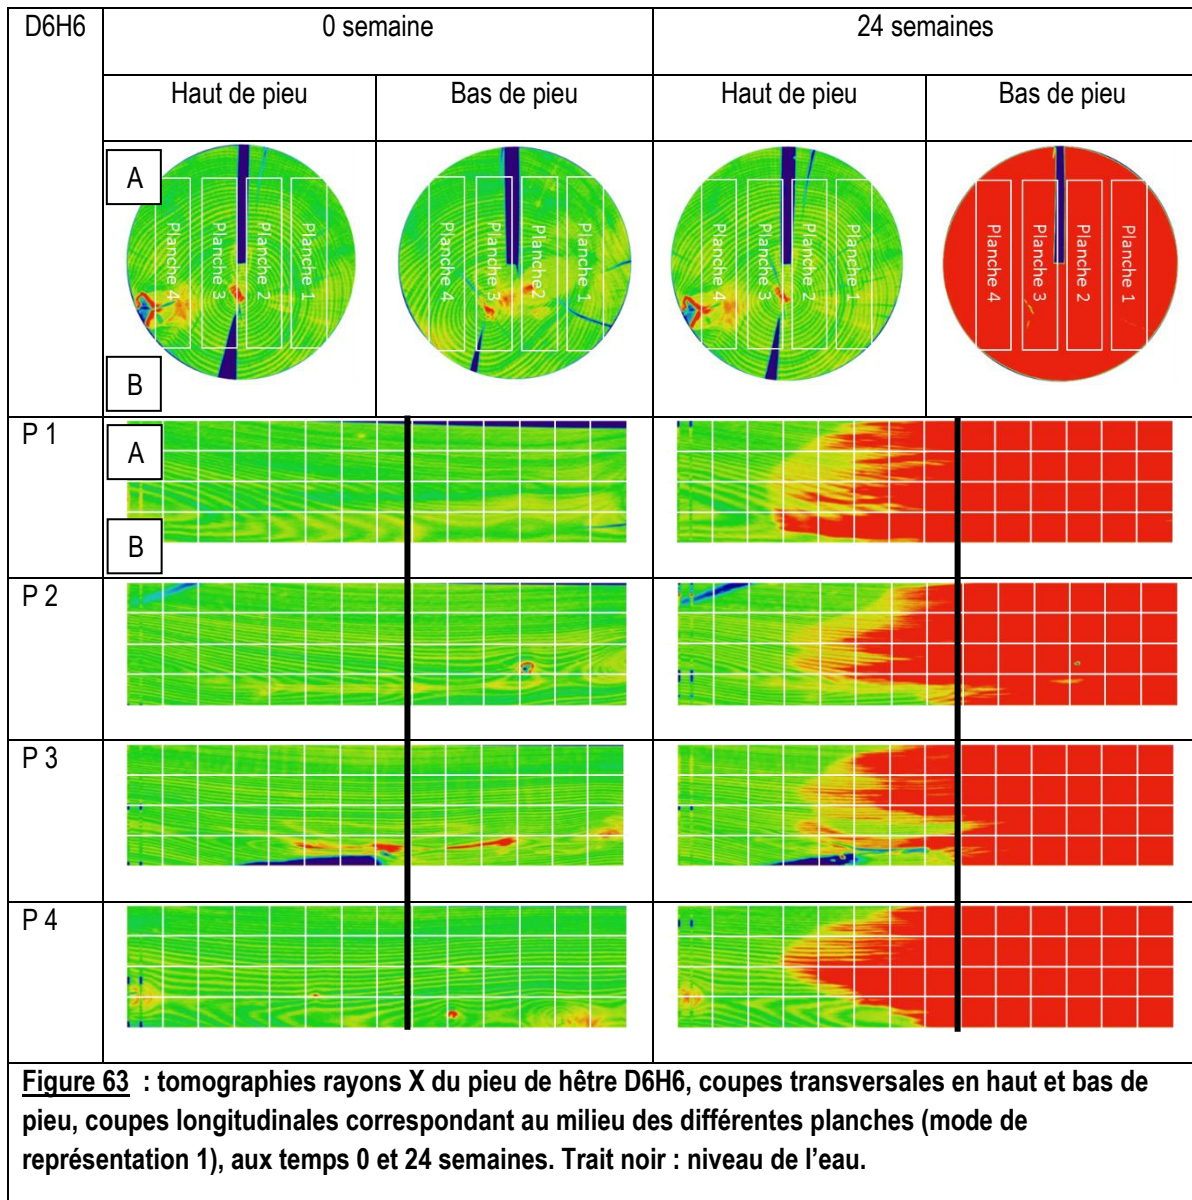 D6H6
0 semaine
24 semaines
Haut de pieu
Bas de pieu
Haut de pieu
Bas de pieu
A
B
Planche 4
Planche 3
Planche 2
Planche 1
Planche 4
Planche 3
Planche2
Planche 1
Planche 4
Planche 3
Planche 2
Planche 1
Planche 4
Planche 3
Planche 2
Planche 1
P 1
A
B
P 2
P 3
P 4
Figure 63 : tomographies rayons X du pieu de hêtre D6H6, coupes transversales en haut et bas de
pieu, coupes longitudinales correspondant au milieu des différentes planches (mode de
représentation 1), aux temps 0 et 24 semaines. Trait noir : niveau de l’eau.